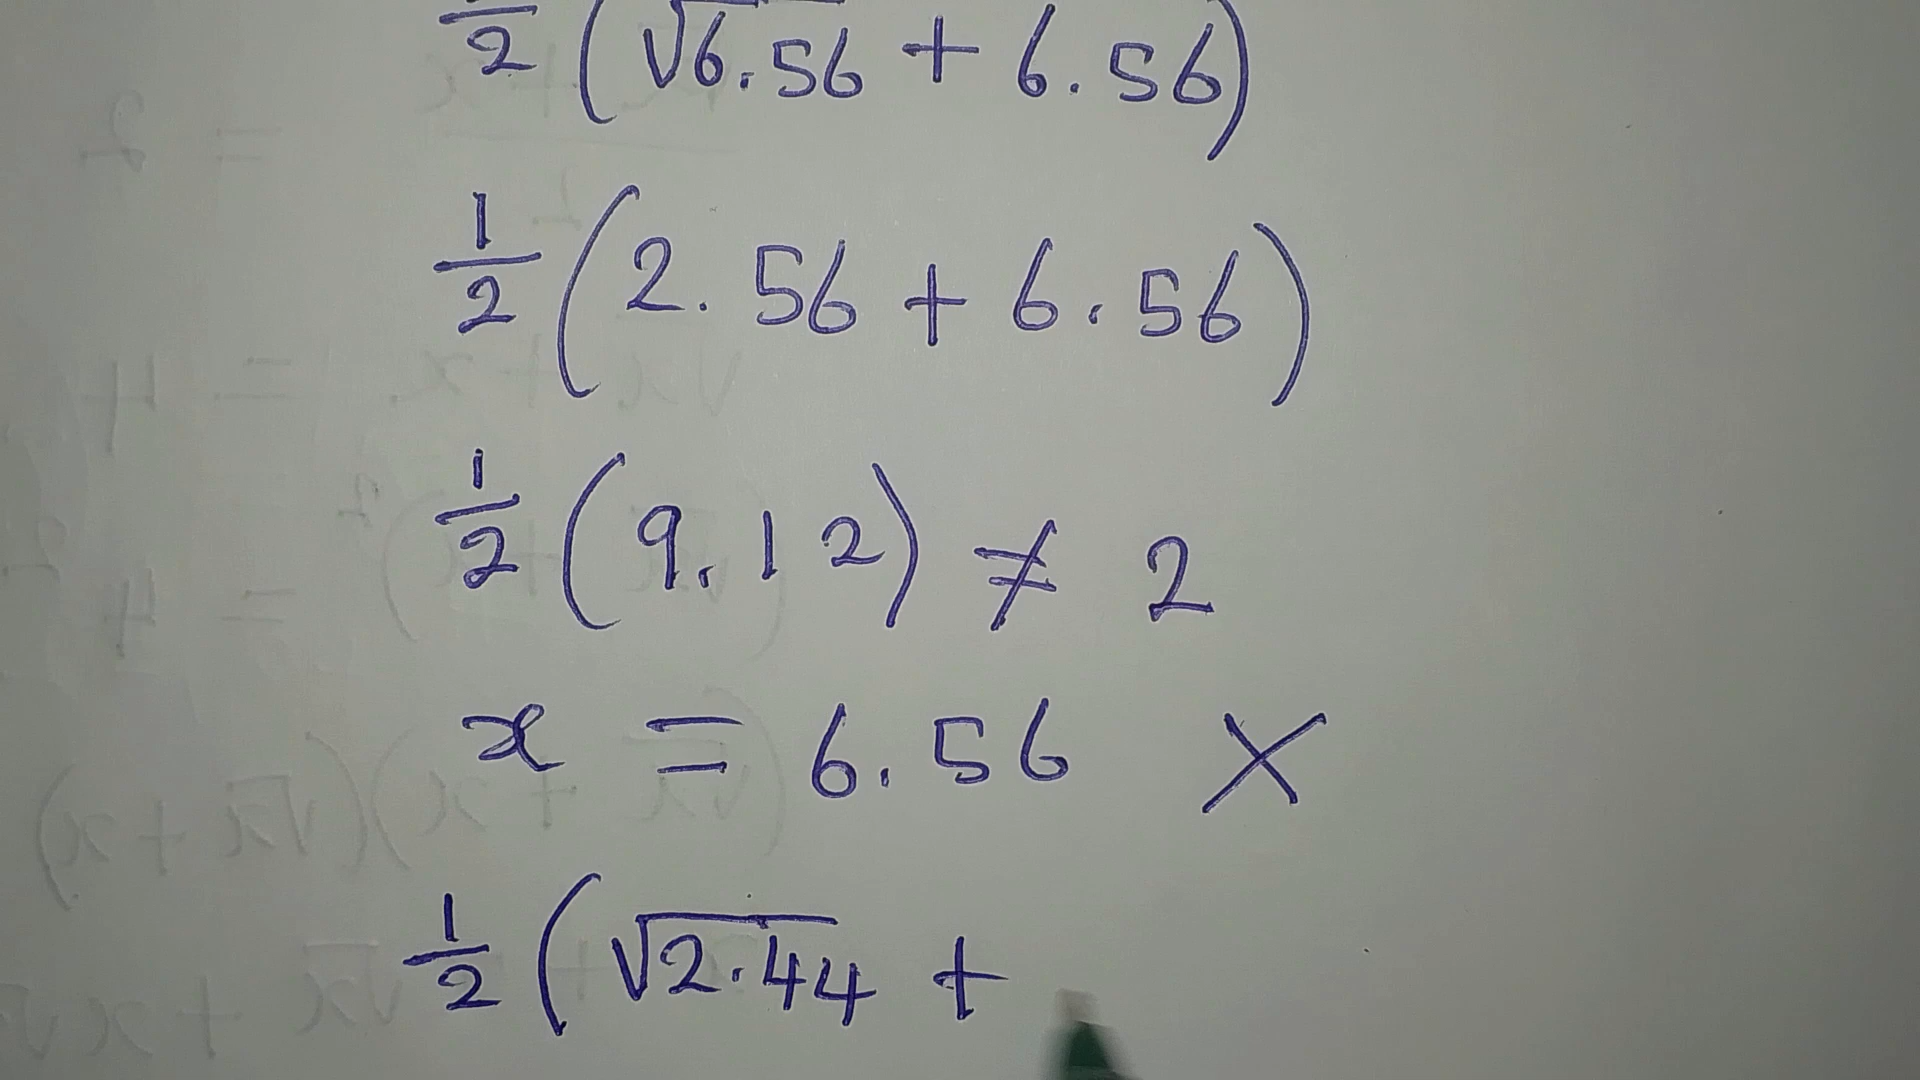 1/2 (√6.56 + 6.56)
1/2 (2.56 + 6.56)
1/2 (9.12) ≠ 2
x = 6.56 X
1/2 (√2.44 +